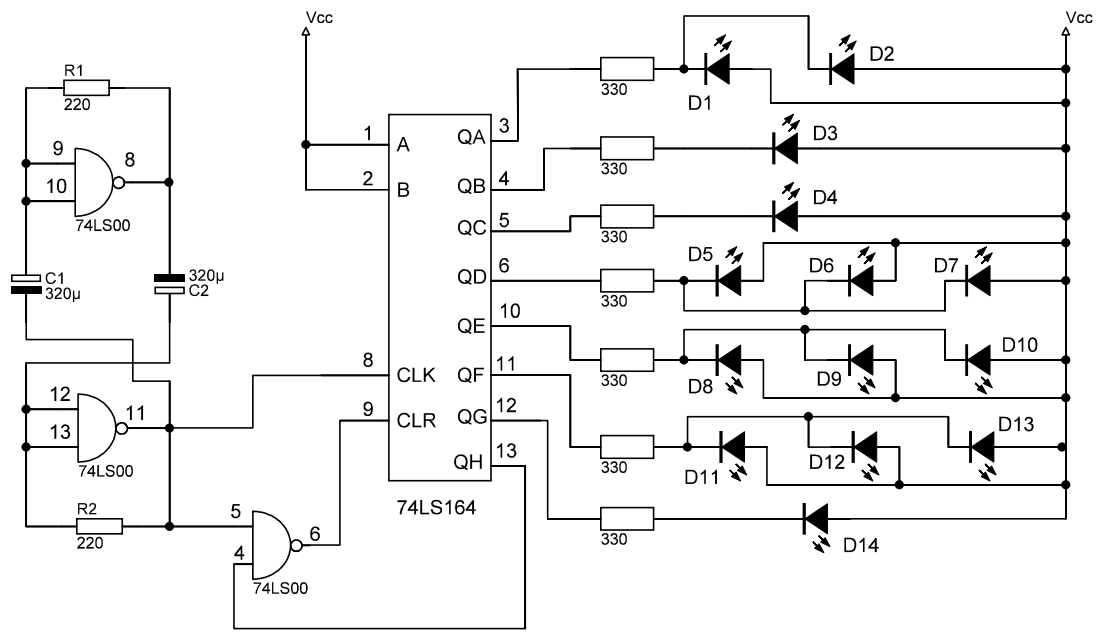 Vcc
Vcc
R1
220
9
10
8
74LS00
C1
320µ
320µ
C2
12
13
11
74LS00
R2
220
5
4
6
74LS00
1
A
2
B
8
CLK
9
CLR
QA
3
QB
4
QC
5
QD
6
QE
10
QF
11
QG
12
QH
13
74LS164
330
D1
D2
330
D3
330
D4
330
D5
D6
D7
330
D8
D9
D10
330
D11
D12
D13
330
D14